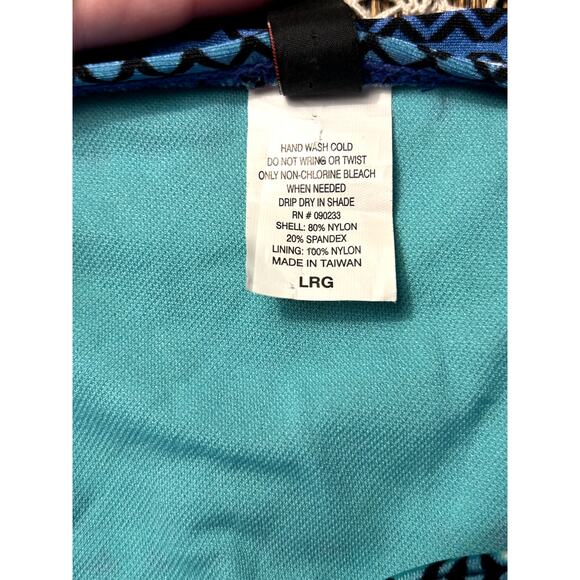 HAND WASH COLD
DO NOT WRING OR TWIST
ONLY NON-CHLORINE BLEACH
WHEN NEEDED
DRIP DRY IN SHADE
RN # 090233
SHELL: 80% NYLON
20% SPANDEX
LINING: 100% NYLON
MADE IN TAIWAN
LRG